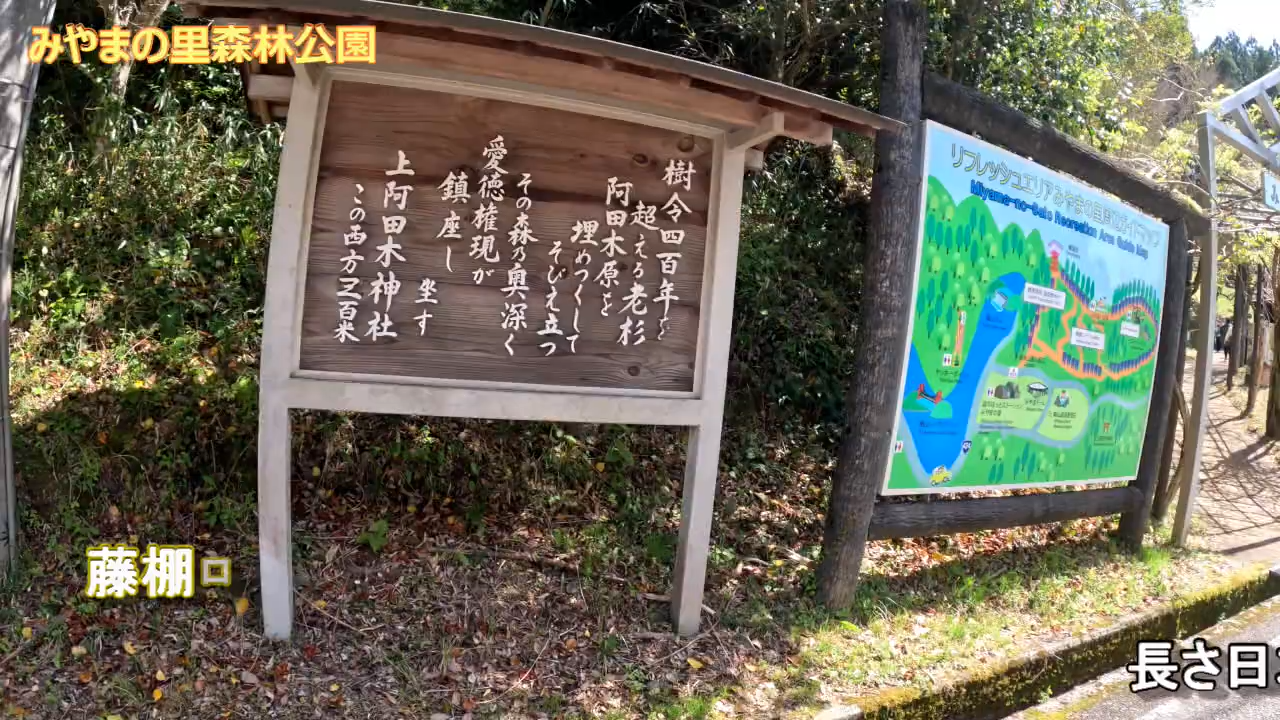 みやまの里森林公園
樹令四百年を
超える老杉
阿田木原を
埋めつくして
そびえ立つ
その森乃奥深く
愛徳権現が
鎮座し
坐す
上阿田木神社
この西方三百米
リフレッシュエリアみやまの里周辺ガイドマップ
Miyama-no-Sato Recreation Area Guide Map
藤棚ロ
長さ日